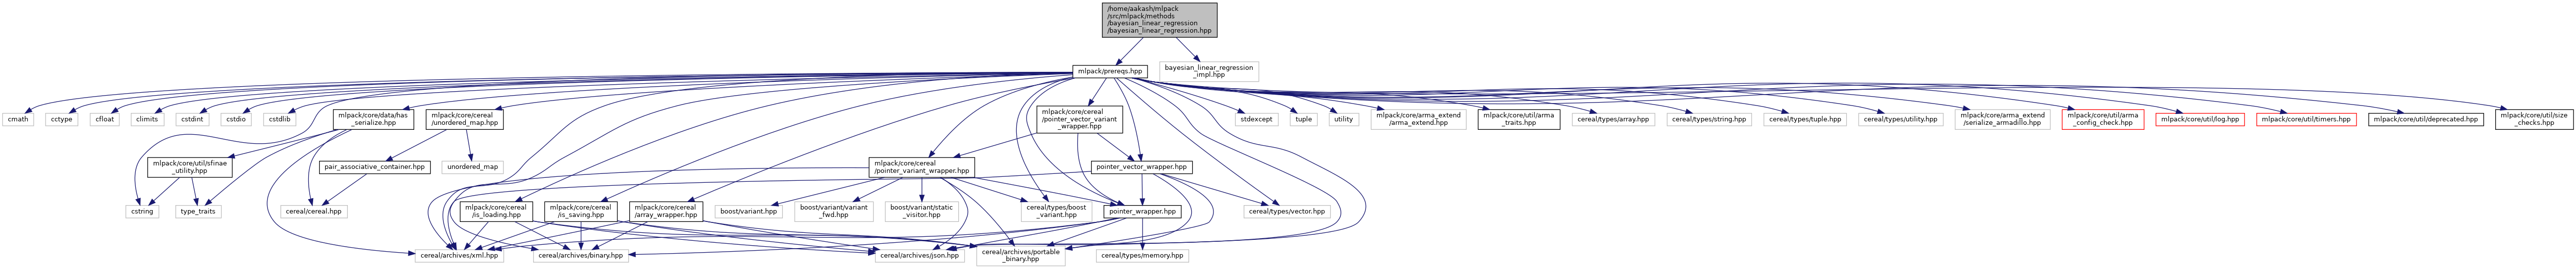 /home/aakash/mlpack
/src/mlpack/methods
/bayesian_linear_regression
/bayesian_linear_regression.hpp
mlpack/prereqs.hpp
bayesian_linear_regression
_impl.hpp
cmath
cctype
cfloat
climits
cstdint
cstdio
cstdlib
mlpack/core/data/has
_serialize.hpp
mlpack/core/cereal
/unordered_map.hpp
mlpack/core/cereal
/pointer_vector_variant
_wrapper.hpp
stdexcept
tuple
utility
mlpack/core/arma_extend
/arma_extend.hpp
mlpack/core/util/arma
_traits.hpp
cereal/types/array.hpp
cereal/types/string.hpp
cereal/types/tuple.hpp
cereal/types/utility.hpp
mlpack/core/arma_extend
/serialize_armadillo.hpp
mlpack/core/util/arma
_config_check.hpp
mlpack/core/util/log.hpp
mlpack/core/util/timers.hpp
mlpack/core/util/deprecated.hpp
mlpack/core/util/size
_checks.hpp
mlpack/core/util/sfinae
_utility.hpp
pair_associative_container.hpp
unordered_map
mlpack/core/cereal
/pointer_variant_wrapper.hpp
pointer_vector_wrapper.hpp
cstring
type_traits
cereal/cereal.hpp
mlpack/core/cereal
/is_loading.hpp
mlpack/core/cereal
/is_saving.hpp
mlpack/core/cereal
/array_wrapper.hpp
boost/variant.hpp
boost/variant/variant
_fwd.hpp
boost/variant/static
_visitor.hpp
cereal/types/boost
_variant.hpp
pointer_wrapper.hpp
cereal/types/vector.hpp
cereal/archives/xml.hpp
cereal/archives/binary.hpp
cereal/archives/json.hpp
cereal/archives/portable
_binary.hpp
cereal/types/memory.hpp